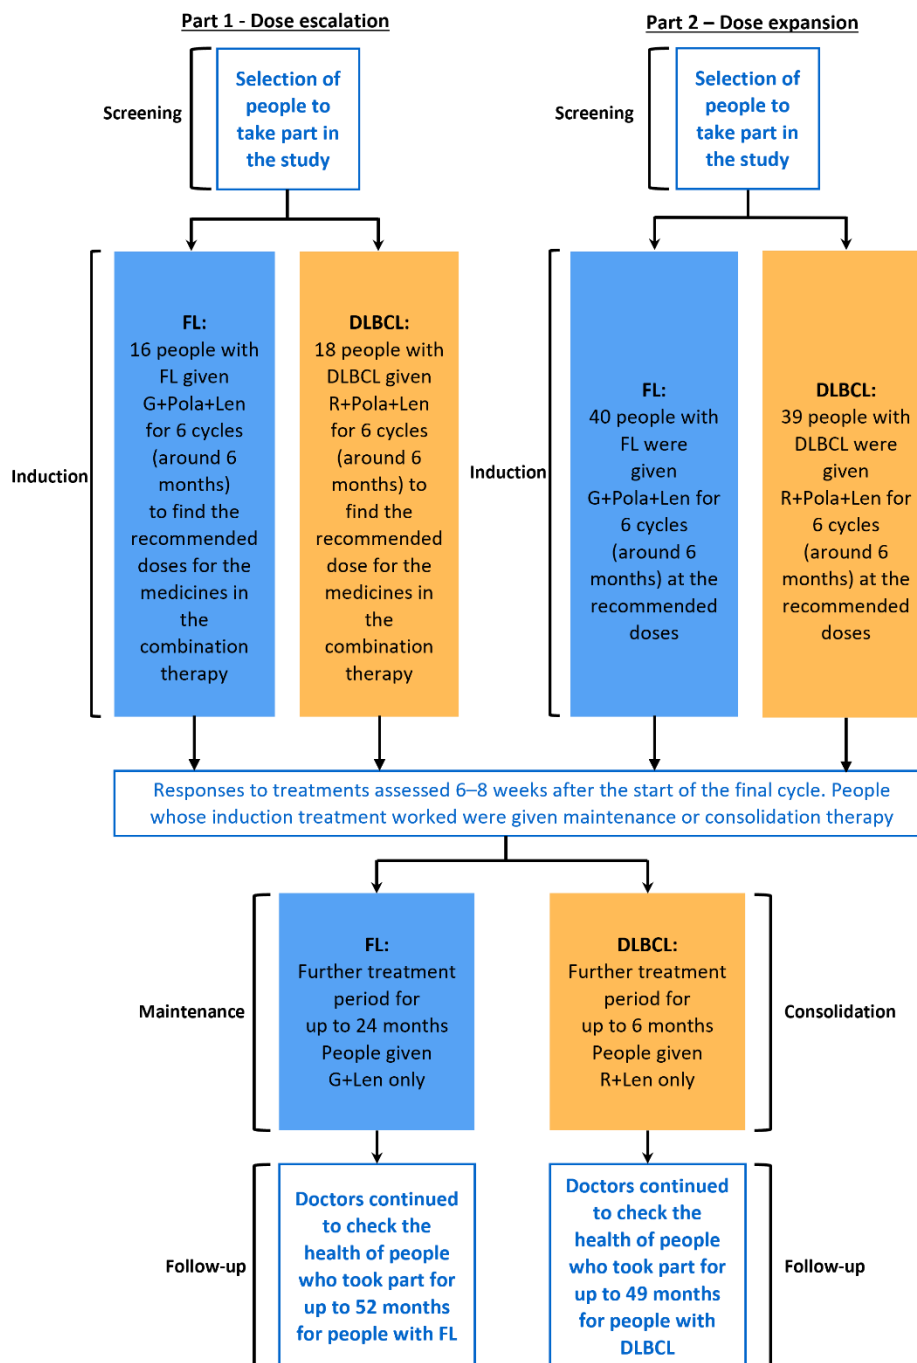 Part 1 - Dose escalation
Part 2 – Dose expansion
Screening
Selection of
people to
take part in
the study
Screening
Selection of
people to
take part in
the study
Induction
FL:
16 people with
FL given
G+Pola+Len
for 6 cycles
(around 6
months)
to find the
recommended
doses for the
medicines in
the
combination
therapy
DLBCL:
18 people with
DLBCL given
R+Pola+Len
for 6 cycles
(around 6
months) to
find the
recommended
dose for the
medicines in
the
combination
therapy
Induction
FL:
40 people with
FL were
given
G+Pola+Len for
6 cycles
(around 6
months) at the
recommended
doses
DLBCL:
39 people with
DLBCL were
given
R+Pola+Len for
6 cycles
(around 6
months) at the
recommended
doses
Responses to treatments assessed 6–8 weeks after the start of the final cycle. People
whose induction treatment worked were given maintenance or consolidation therapy
Maintenance
FL:
Further treatment
period for
up to 24 months
People given
G+Len only
DLBCL:
Further treatment
period for
up to 6 months
People given
R+Len only
Consolidation
Follow-up
Doctors continued
to check the
health of people
who took part for
up to 52 months
for people with FL
Doctors continued
to check the
health of people
who took part for
up to 49 months
for people with
DLBCL
Follow-up